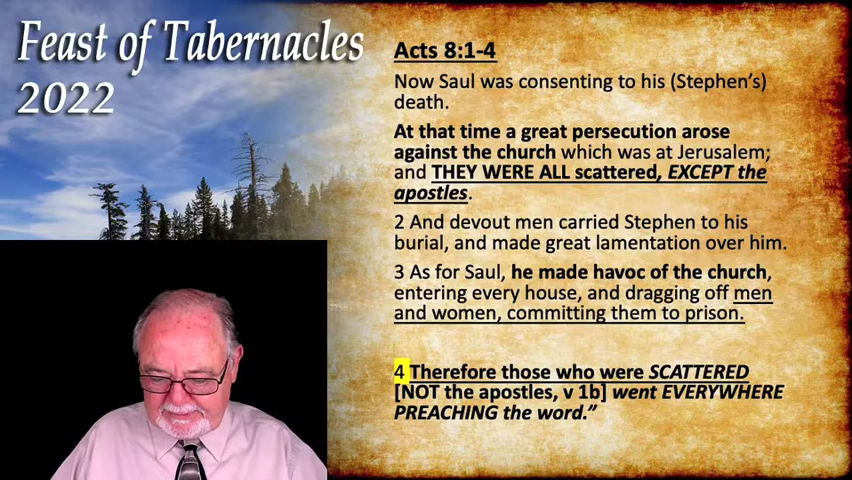 Feast of Tabernacles
2022
Acts 8:1-4
Now Saul was consenting to his (Stephen's)
death.
At that time a great persecution arose
against the church which was at Jerusalem;
and THEY WERE ALL scattered, EXCEPT the
apostles.
2 And devout men carried Stephen to his
burial, and made great lamentation over him.
3 As for Saul, he made havoc of the church,
entering every house, and dragging off men
and women, committing them to prison.
4 Therefore those who were SCATTERED
[NOT the apostles, v 1b] went EVERYWHERE
PREACHING the word.”